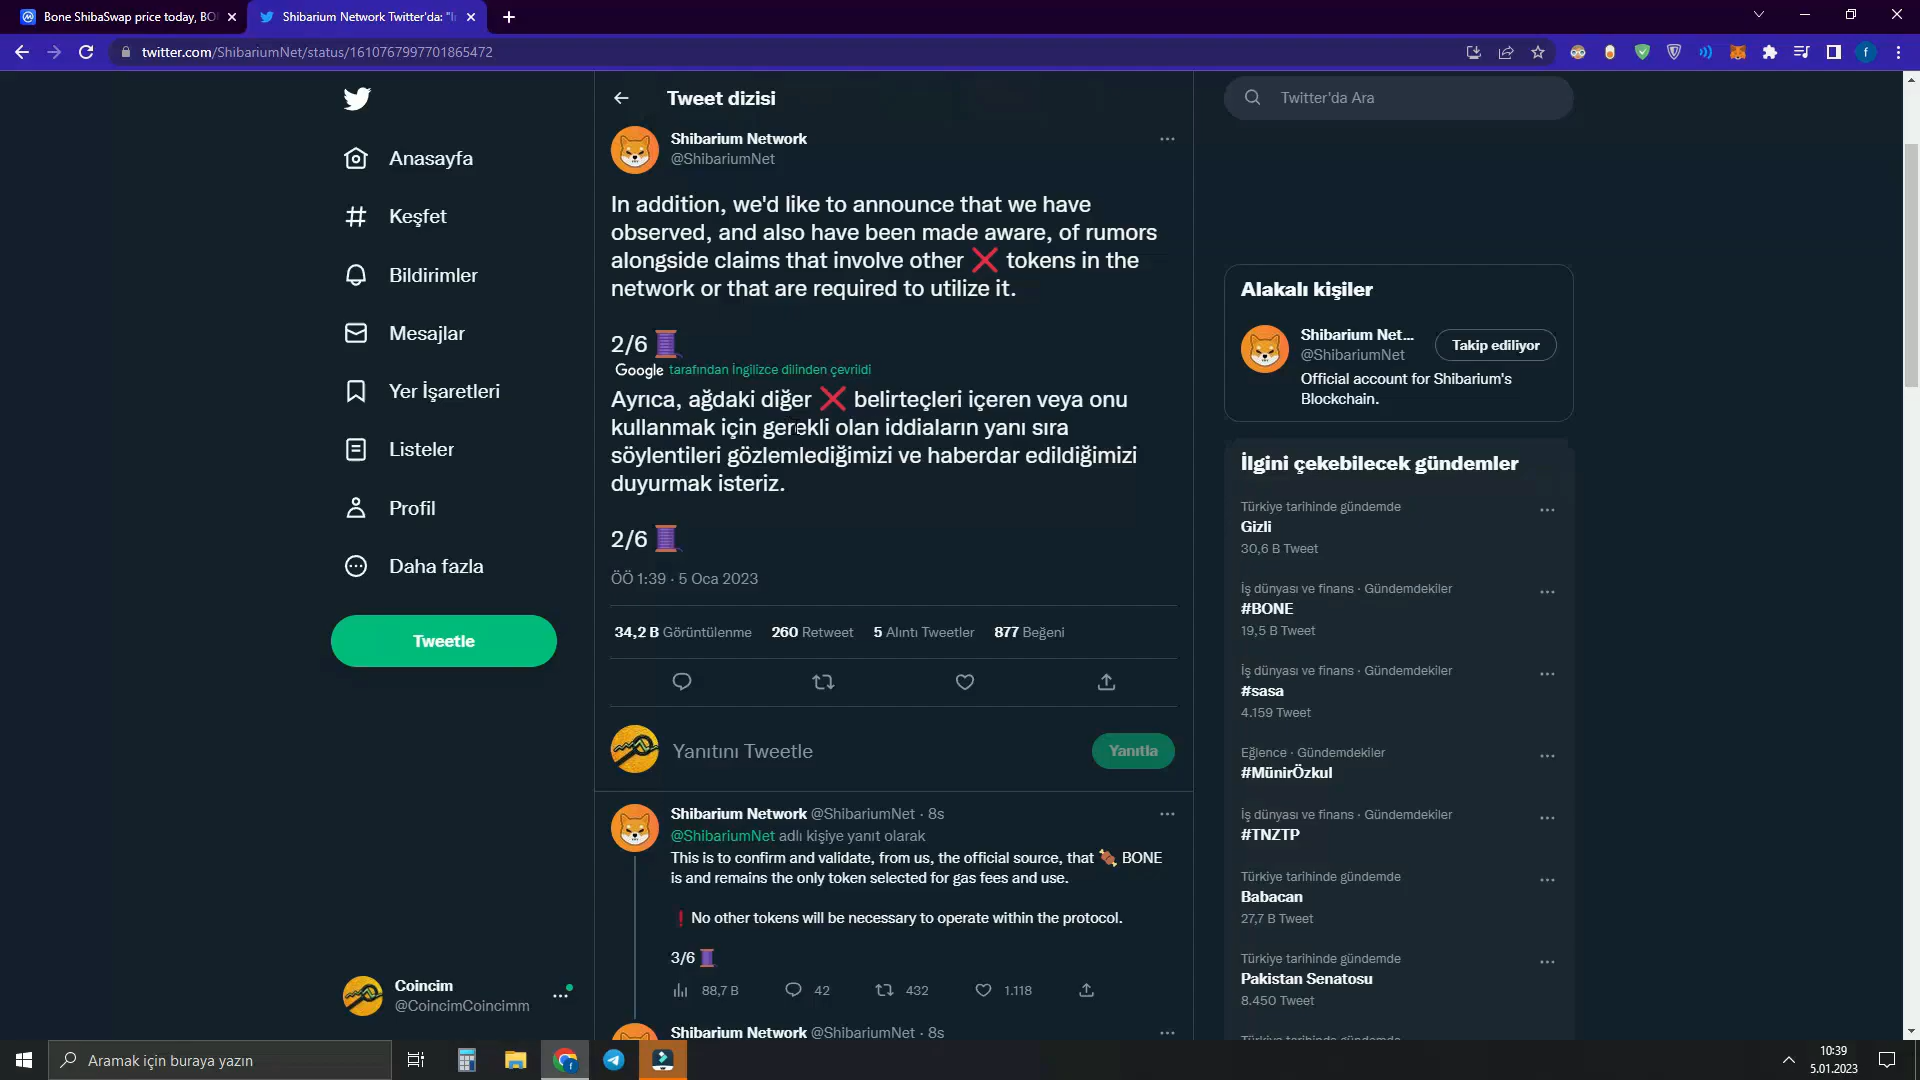 Bone ShibaSwap price today, BO
Shibarium Network Twitter'da: "I
twitter.com/ShibariumNet/status/1610767997701865472
Anasayfa
Keşfet
Bildirimler
Mesajlar
Yer İşaretleri
Listeler
Profil
Daha fazla
Tweetle
Coincim
@CoincimCoincimm
Tweet dizisi
Shibarium Network
@ShibariumNet
In addition, we'd like to announce that we have
observed, and also have been made aware, of rumors
alongside claims that involve other ❌ tokens in the
network or that are required to utilize it.
2/6 🧵
Google tarafından İngilizce dilinden çevrildi
Ayrıca, ağdaki diğer ❌ belirteçleri içeren veya onu
kullanmak için gerekli olan iddiaların yanı sıra
söylentileri gözlemlediğimizi ve haberdar edildiğimizi
duyurmak isteriz.
2/6 🧵
ÖÖ 1:39 · 5 Oca 2023
34,2 B Görüntülenme 260 Retweet 5 Alıntı Tweetler 877 Beğeni
Yanıtını Tweetle
Yanıtla
Shibarium Network @ShibariumNet · 8s
@ShibariumNet adlı kişiye yanıt olarak
This is to confirm and validate, from us, the official source, that 🍖 BONE
is and remains the only token selected for gas fees and use.
❗No other tokens will be necessary to operate within the protocol.
3/6 🧵
88,7 B 42 432 1.118
Shibarium Network @ShibariumNet · 8s
Twitter'da Ara
Alakalı kişiler
Shibarium Net...
@ShibariumNet
Takip ediliyor
Official account for Shibarium's
Blockchain.
İlgini çekebilecek gündemler
Türkiye tarihinde gündemde
Gizli
30,6 B Tweet
İş dünyası ve finans · Gündemdekiler
#BONE
19,5 B Tweet
İş dünyası ve finans · Gündemdekiler
#sasa
4.159 Tweet
Eğlence · Gündemdekiler
#MünirÖzkul
İş dünyası ve finans · Gündemdekiler
#TNZTP
Türkiye tarihinde gündemde
Babacan
27,7 B Tweet
Türkiye tarihinde gündemde
Pakistan Senatosu
8.450 Tweet
Aramak için buraya yazın
10:39
5.01.2023